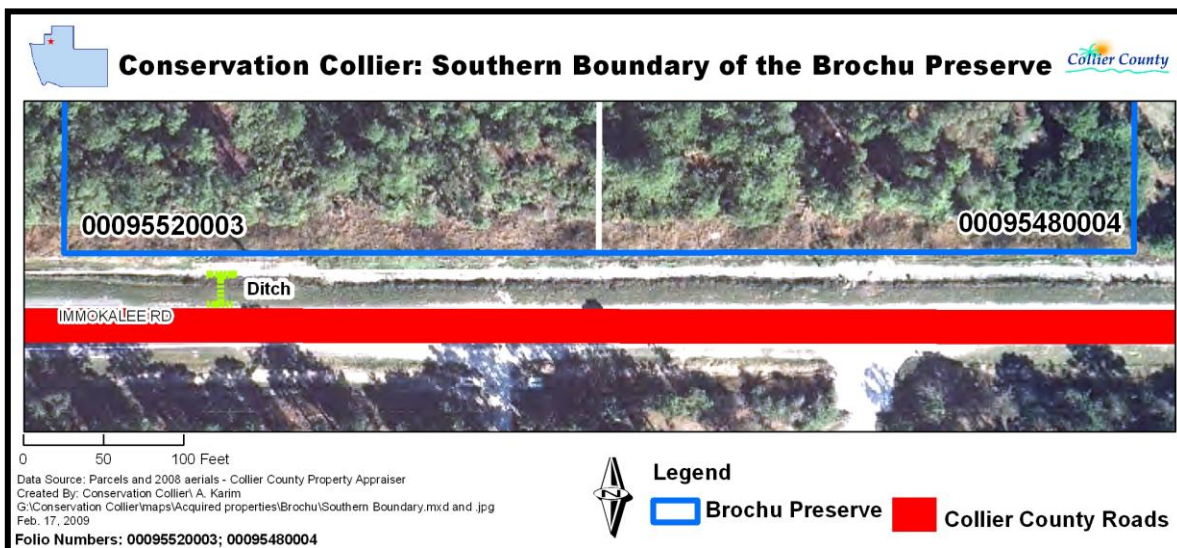 Conservation Collier: Southern Boundary of the Brochu Preserve
Collier County
00095520003
00095480004
Ditch
IMMOKALEE RD
0 50 100 Feet
Data Source: Parcels and 2008 aerials - Collier County Property Appraiser
Created By: Conservation Collier\ A. Karim
G:\Conservation Collier\maps\Acquired properties\Brochu\Southern Boundary.mxd and .jpg
Feb. 17, 2009
Folio Numbers: 00095520003; 00095480004
N
Legend
Brochu Preserve
Collier County Roads